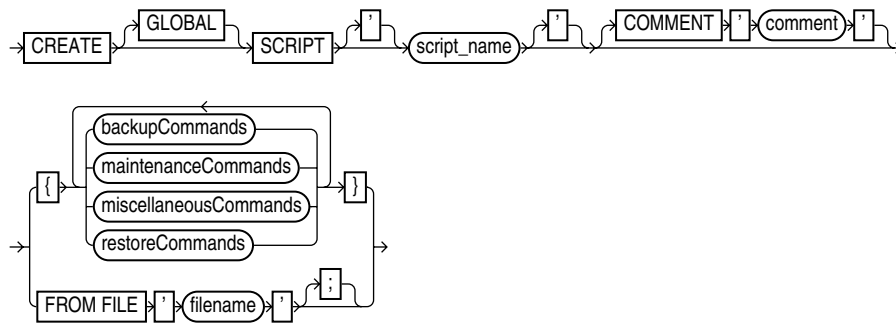 GLOBAL
CREATE SCRIPT ' script_name ' COMMENT ' comment '
backupCommands
maintenanceCommands
{ }
miscellaneousCommands
restoreCommands
;
FROM FILE ' filename '